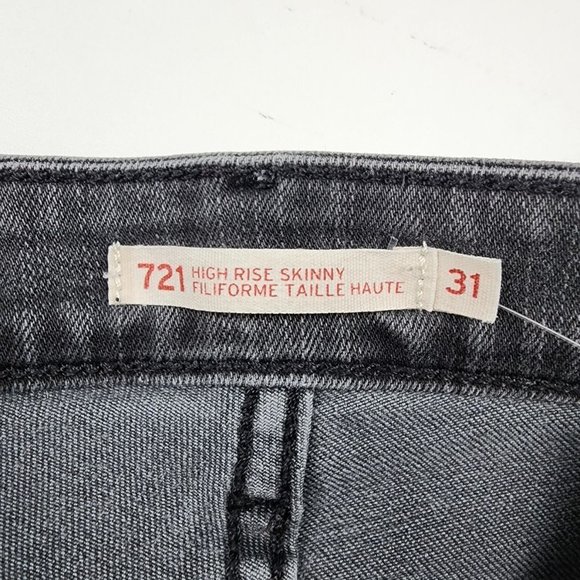 721 HIGH RISE SKINNY
FILIFORME TAILLE HAUTE
31